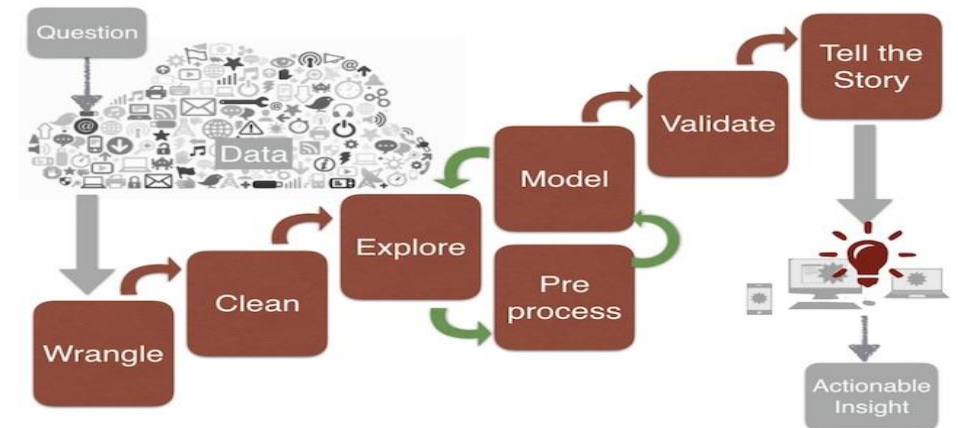 Question
Data
Wrangle
Clean
Explore
Pre
process
Model
Validate
Tell the
Story
Actionable
Insight